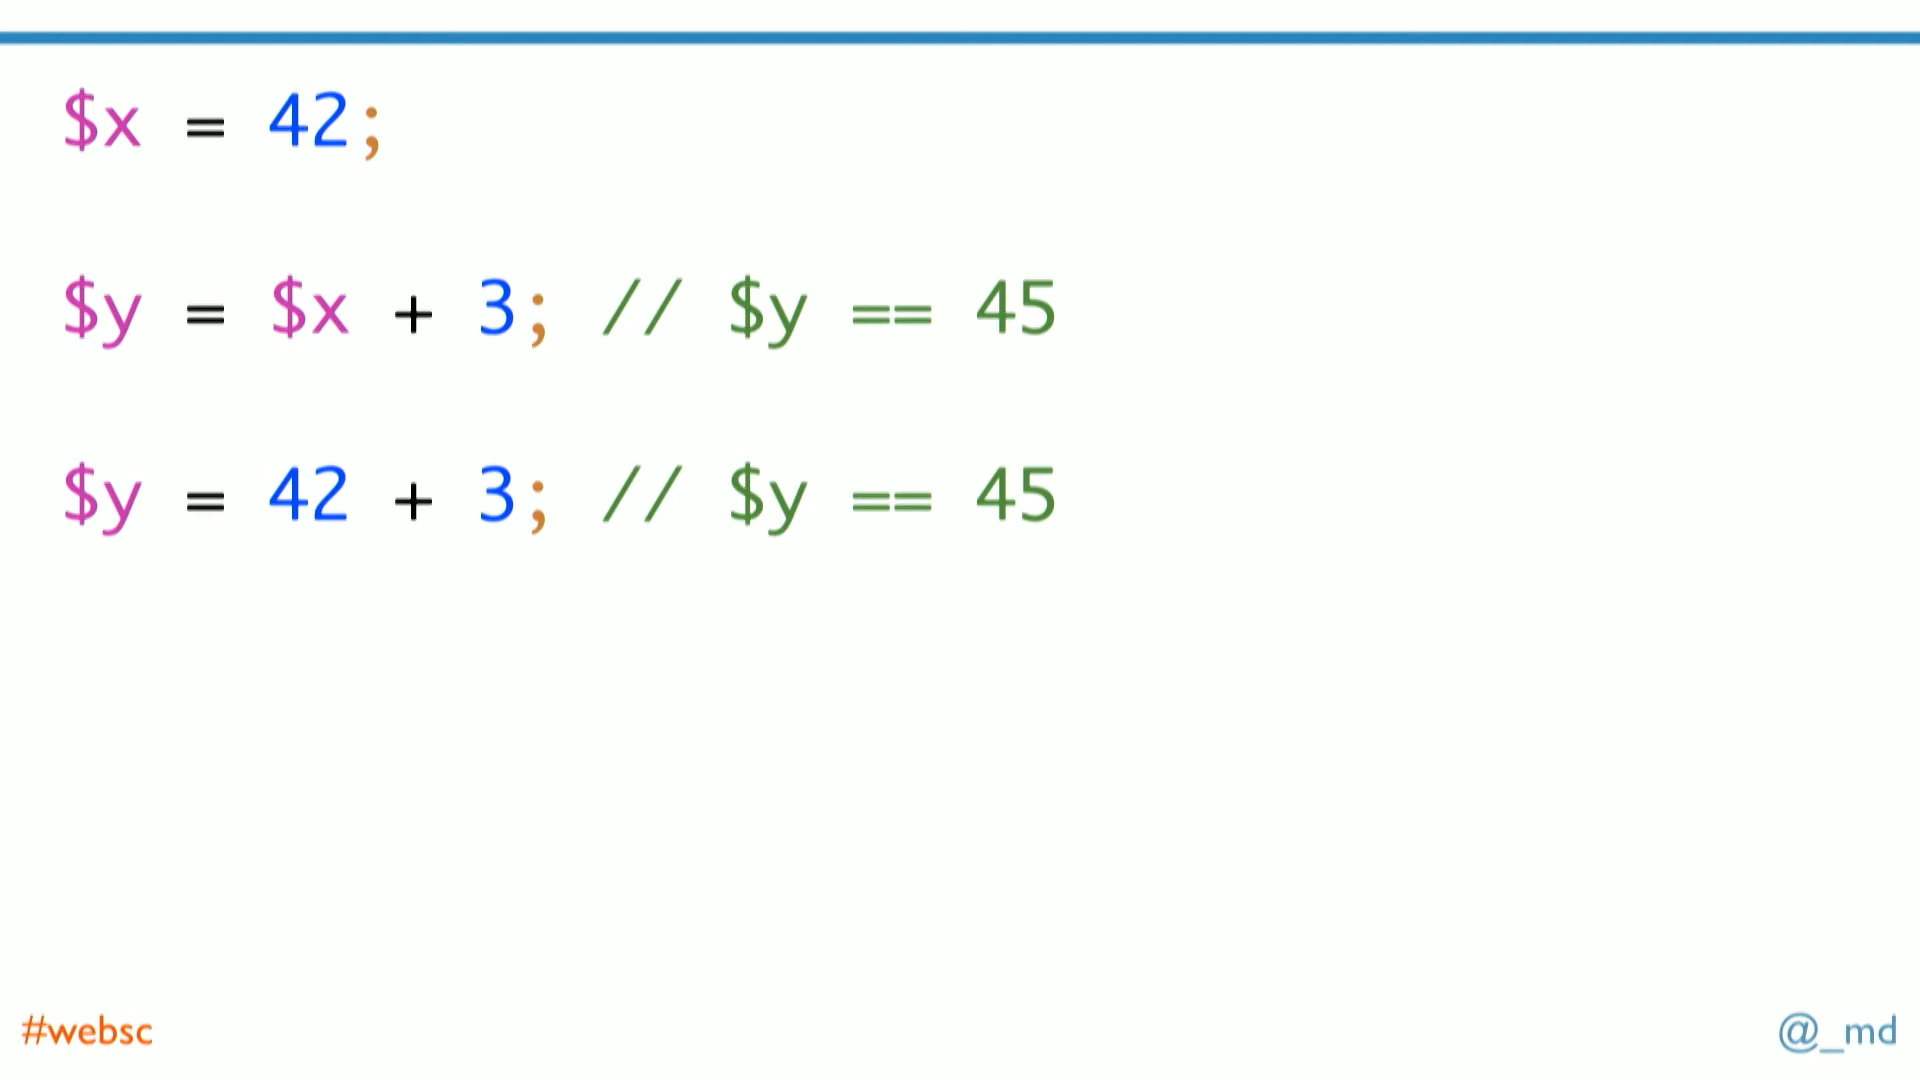 $x = 42;
$y = $x + 3; // $y == 45
$y = 42 + 3; // $y == 45
#websc
@_md